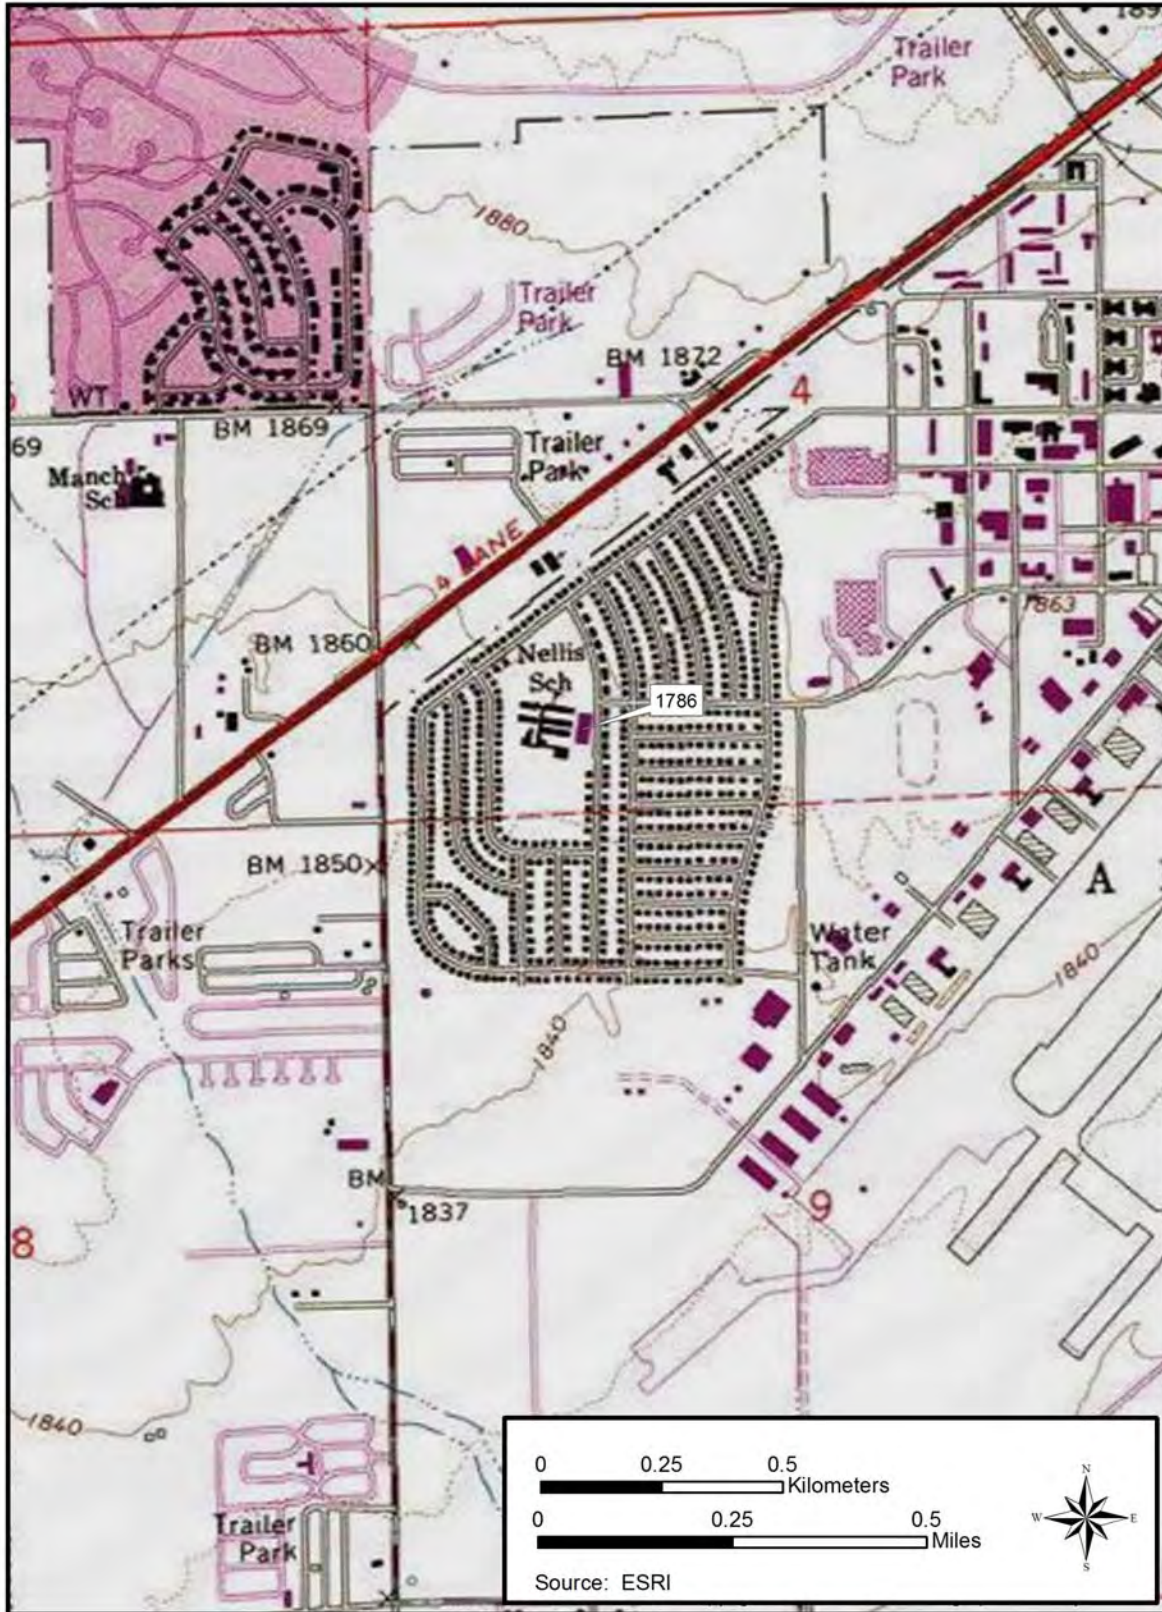 189
Trailer
Park
1880
Trailer
Park
BM 1872
4
WT
BM 1869
69
Trailer
Park
Manch
Sch
4 LANE
1863
BM 1860
Nellis
Sch
1786
BM 1850
A
Trailer
Parks
Water
Tank
1840
1840
BM
1837
9
8
1840
Trailer
Park
0 0.25 0.5
Kilometers
0 0.25 0.5
Miles
Source: ESRI
N
W E
S